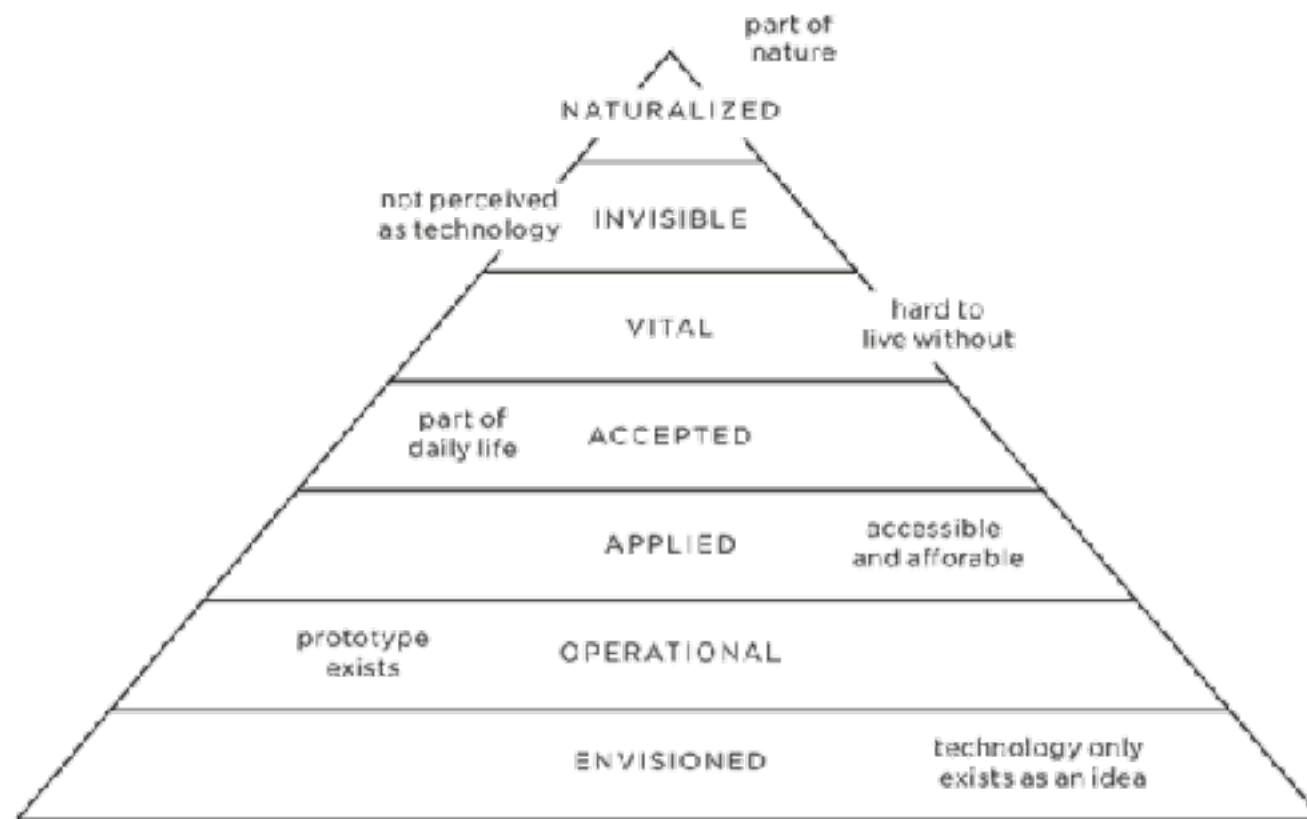 part of
nature
NATURALIZED
not perceived
as technology
INVISIBLE
VITAL
hard to
live without
part of
daily life
ACCEPTED
APPLIED
accessible
and afforable
prototype
exists
OPERATIONAL
ENVISIONED
technology only
exists as an idea